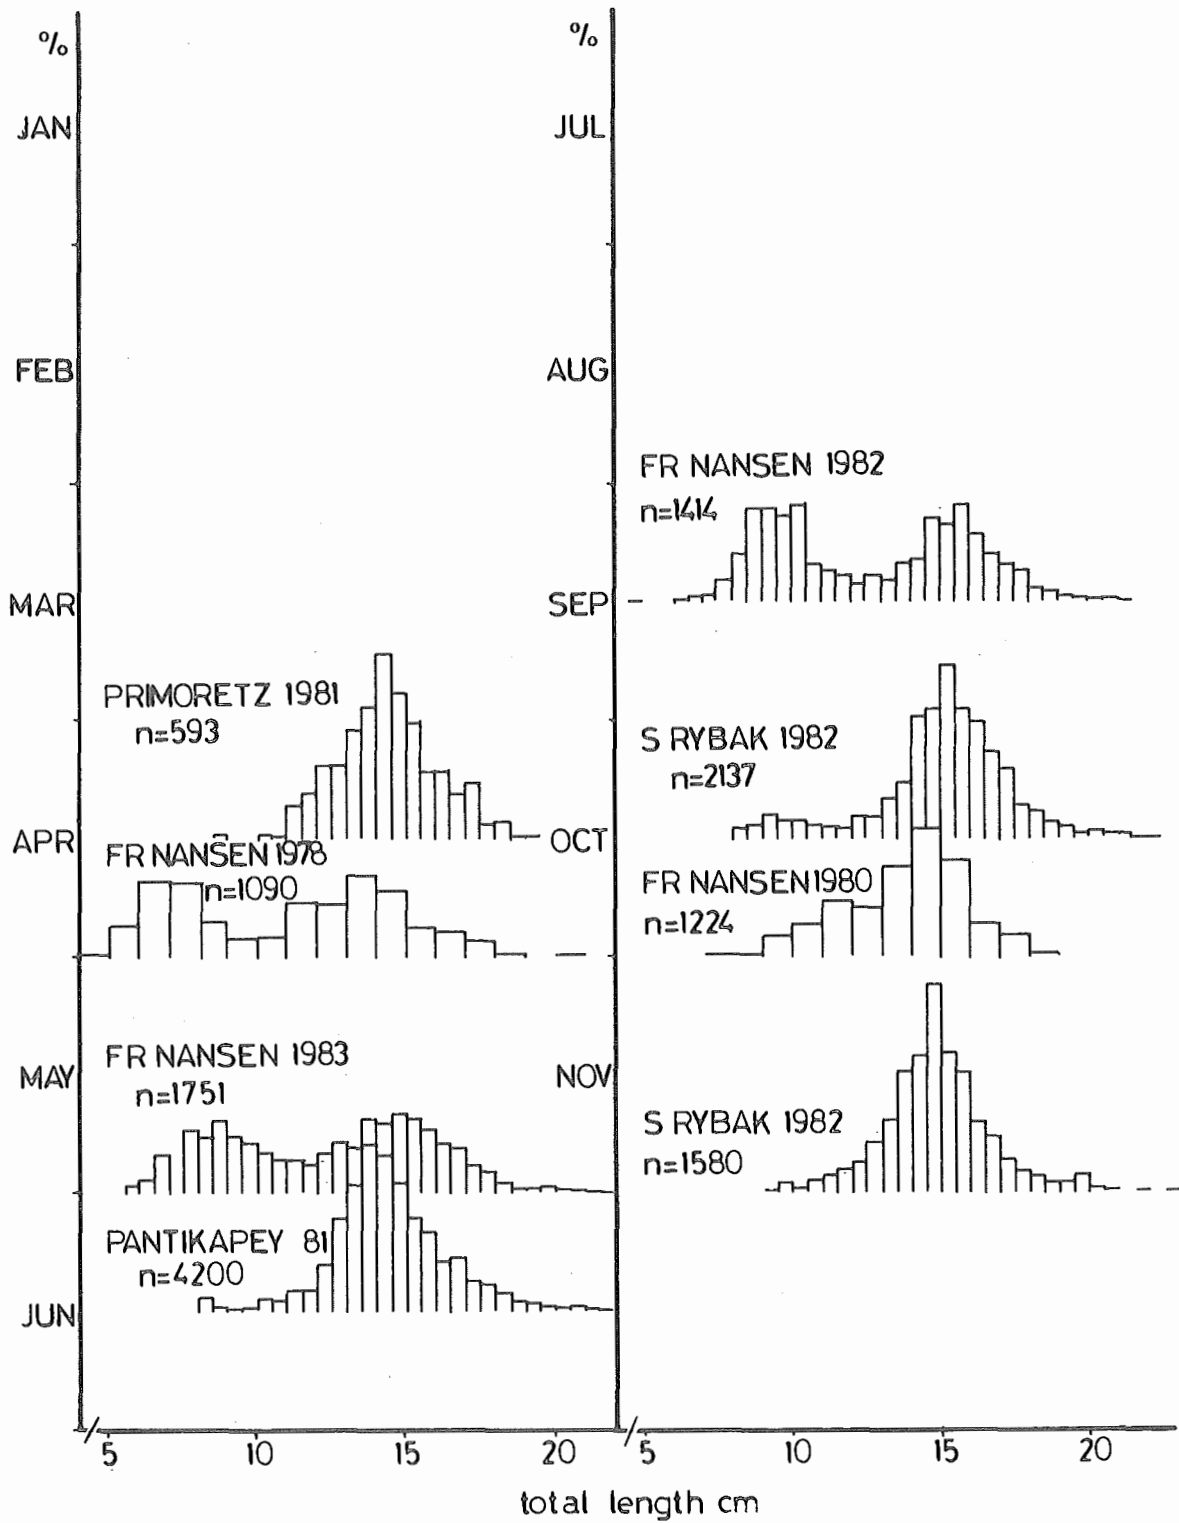 %
JAN
FEB
MAR
PRIMORETZ 1981
n=593
APR
FR NANSEN 1978
n=1090
FR NANSEN 1983
MAY
n=1751
PANTIKAPEY 81
n=4200
JUN
5 10 15 20
%
JUL
AUG
FR NANSEN 1982
n=1414
SEP
S RYBAK 1982
n=2137
OCT
FR NANSEN 1980
n=1224
NOV
S RYBAK 1982
n=1580
5 10 15 20
total length cm